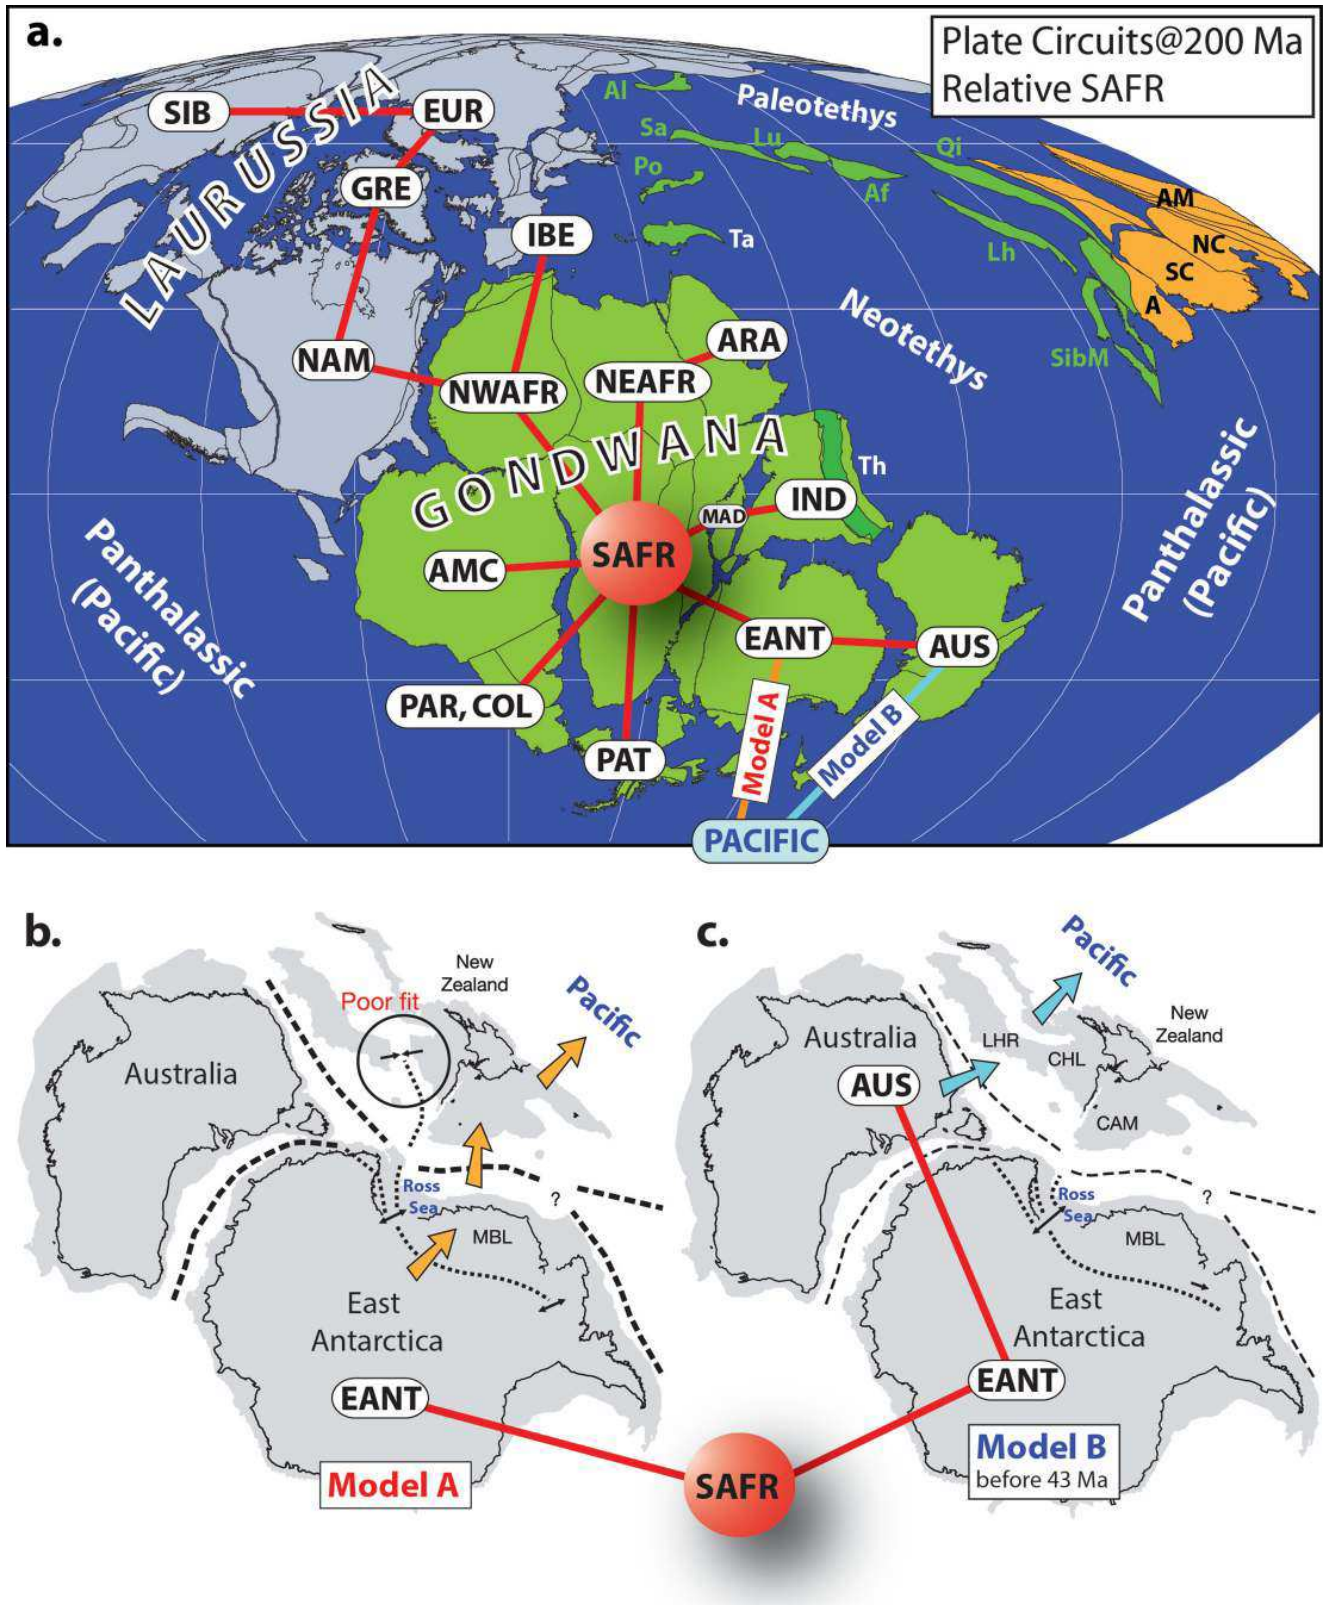 a.
Plate Circuits@200 Ma
Relative SAFR
LAURUSSIA
SIB
EUR
GRE
IBE
NAM
NWAFR
NEAFR
ARA
Al
Paleotethys
Sa
Lu
Po
Af
Ta
Qi
Lh
AM
NC
SC
A
SibM
Neotethys
GONDWANA
Th
MAD
IND
SAFR
AMC
EANT
AUS
PAR, COL
PAT
Model A
Model B
PACIFIC
Panthalassic
(Pacific)
Panthalassic
(Pacific)
b.
New
Zealand
Poor fit
Pacific
Australia
Ross
Sea
?
MBL
East
Antarctica
EANT
Model A
c.
Pacific
New
Zealand
Australia
LHR
CHL
AUS
CAM
Ross
Sea
?
MBL
East
Antarctica
EANT
Model B
before 43 Ma
SAFR